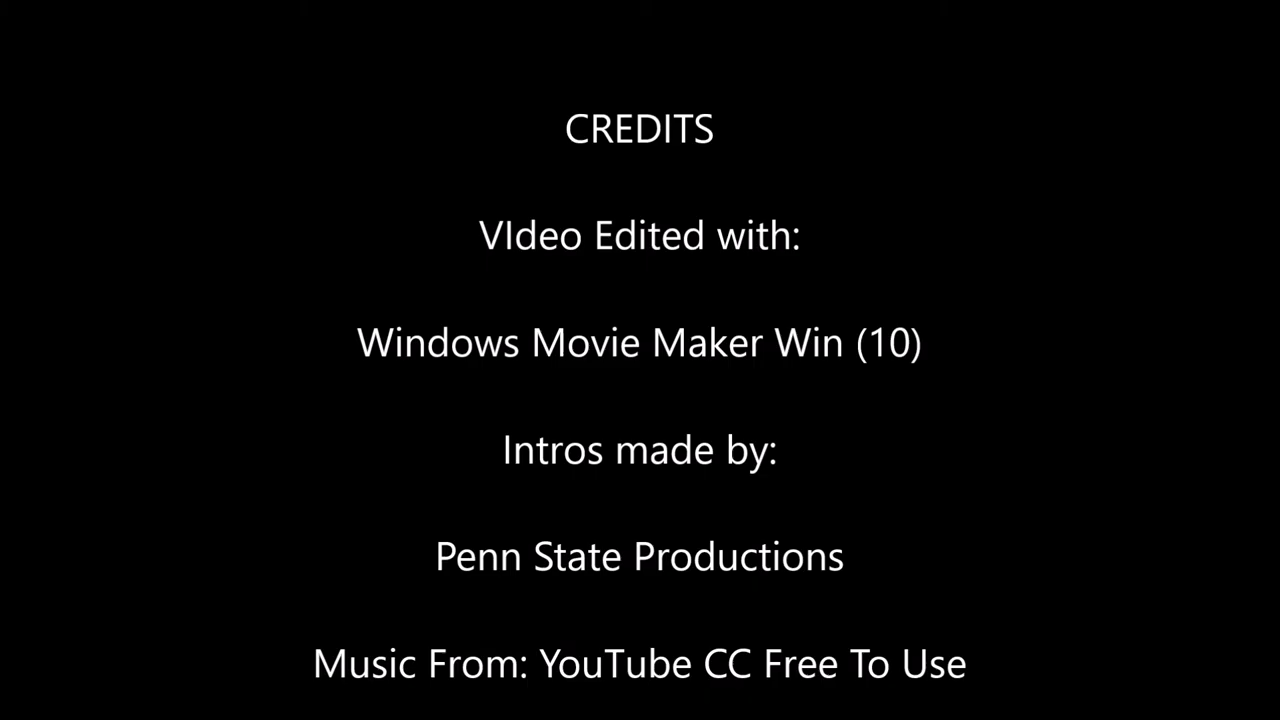 CREDITS
VIdeo Edited with:
Windows Movie Maker Win (10)
Intros made by:
Penn State Productions
Music From: YouTube CC Free To Use